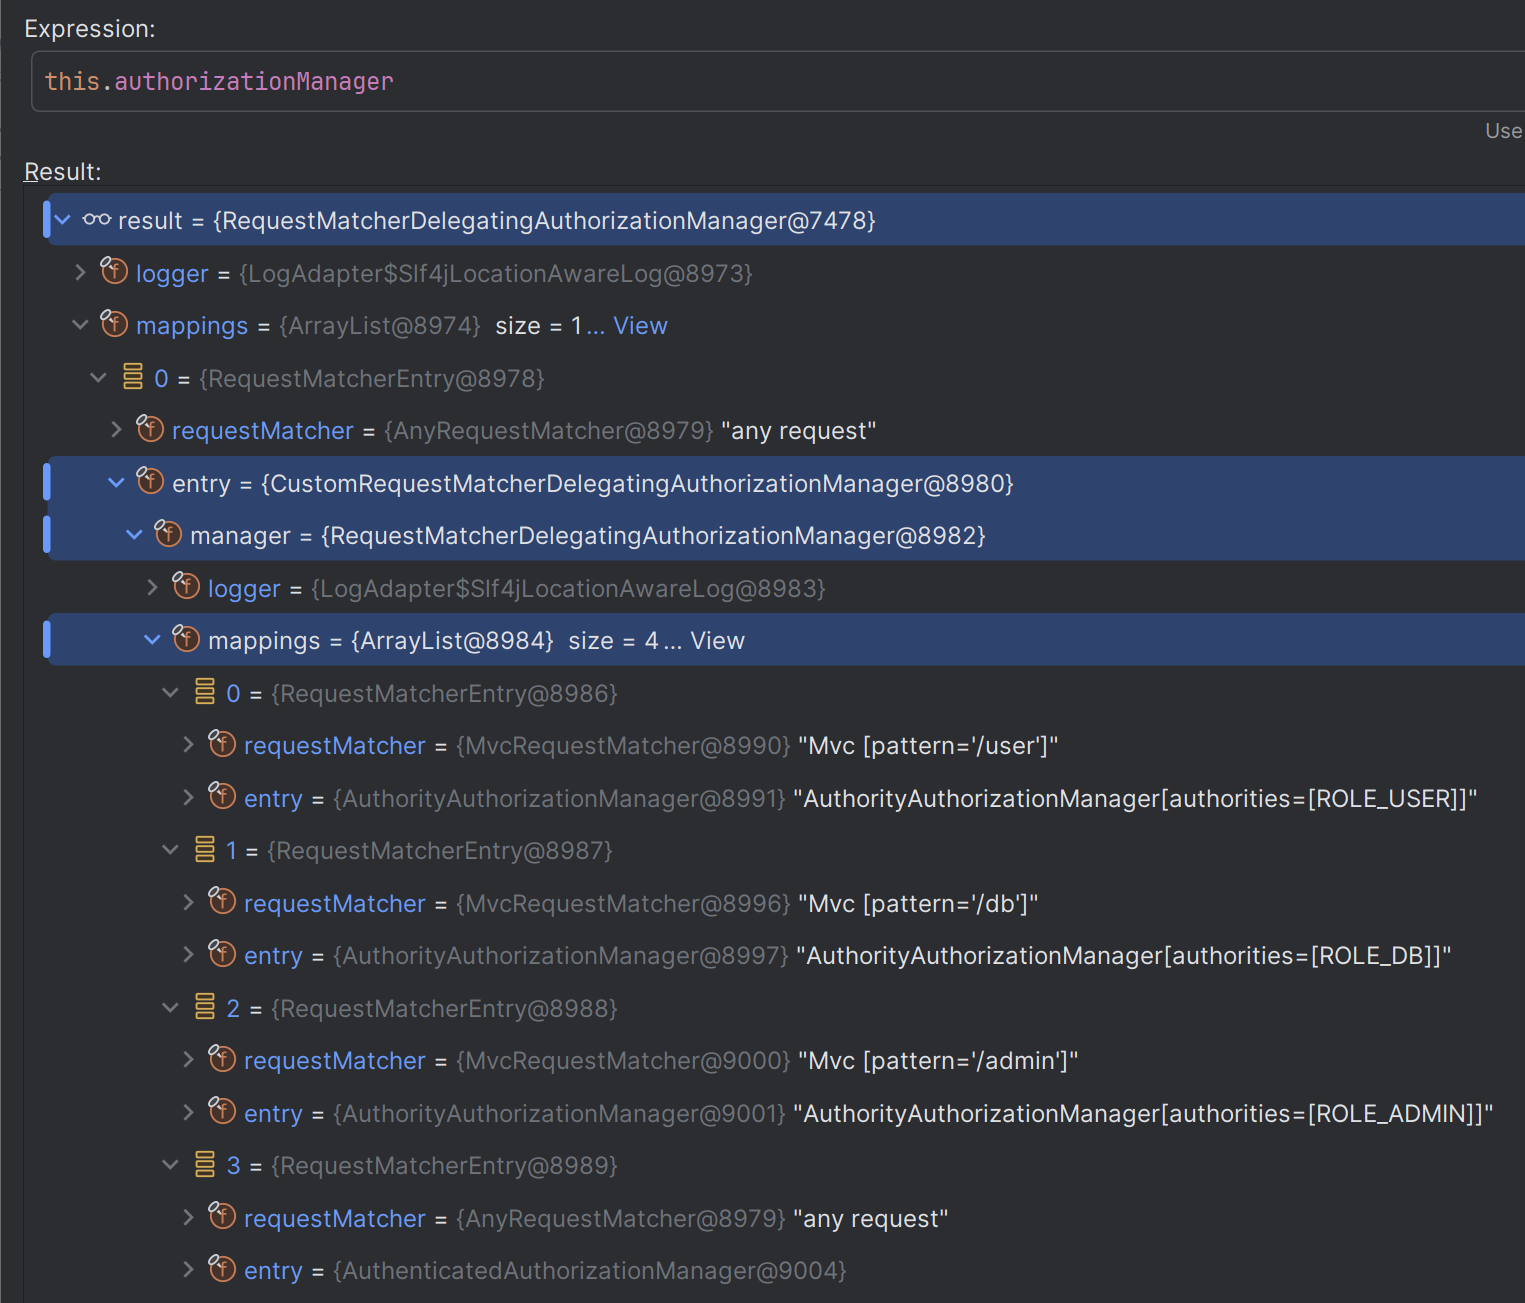 Expression:
this.authorizationManager
Use
Result:
result = {RequestMatcherDelegatingAuthorizationManager@7478}
logger = {LogAdapter$Slf4jLocationAwareLog@8973}
mappings = {ArrayList@8974} size = 1... View
0 = {RequestMatcherEntry@8978}
requestMatcher = {AnyRequestMatcher@8979} "any request"
entry = {CustomRequestMatcherDelegatingAuthorizationManager@8980}
manager = {RequestMatcherDelegatingAuthorizationManager@8982}
logger = {LogAdapter$Slf4jLocationAwareLog@8983}
mappings = {ArrayList@8984} size = 4... View
0 = {RequestMatcherEntry@8986}
requestMatcher = {MvcRequestMatcher@8990} "Mvc [pattern='/user']"
entry = {AuthorityAuthorizationManager@8991} "AuthorityAuthorizationManager[authorities=[ROLE_USER]]"
1 = {RequestMatcherEntry@8987}
requestMatcher = {MvcRequestMatcher@8996} "Mvc [pattern='/db']"
entry = {AuthorityAuthorizationManager@8997} "AuthorityAuthorizationManager[authorities=[ROLE_DB]]"
2 = {RequestMatcherEntry@8988}
requestMatcher = {MvcRequestMatcher@9000} "Mvc [pattern='/admin']"
entry = {AuthorityAuthorizationManager@9001} "AuthorityAuthorizationManager[authorities=[ROLE_ADMIN]]"
3 = {RequestMatcherEntry@8989}
requestMatcher = {AnyRequestMatcher@8979} "any request"
entry = {AuthenticatedAuthorizationManager@9004}